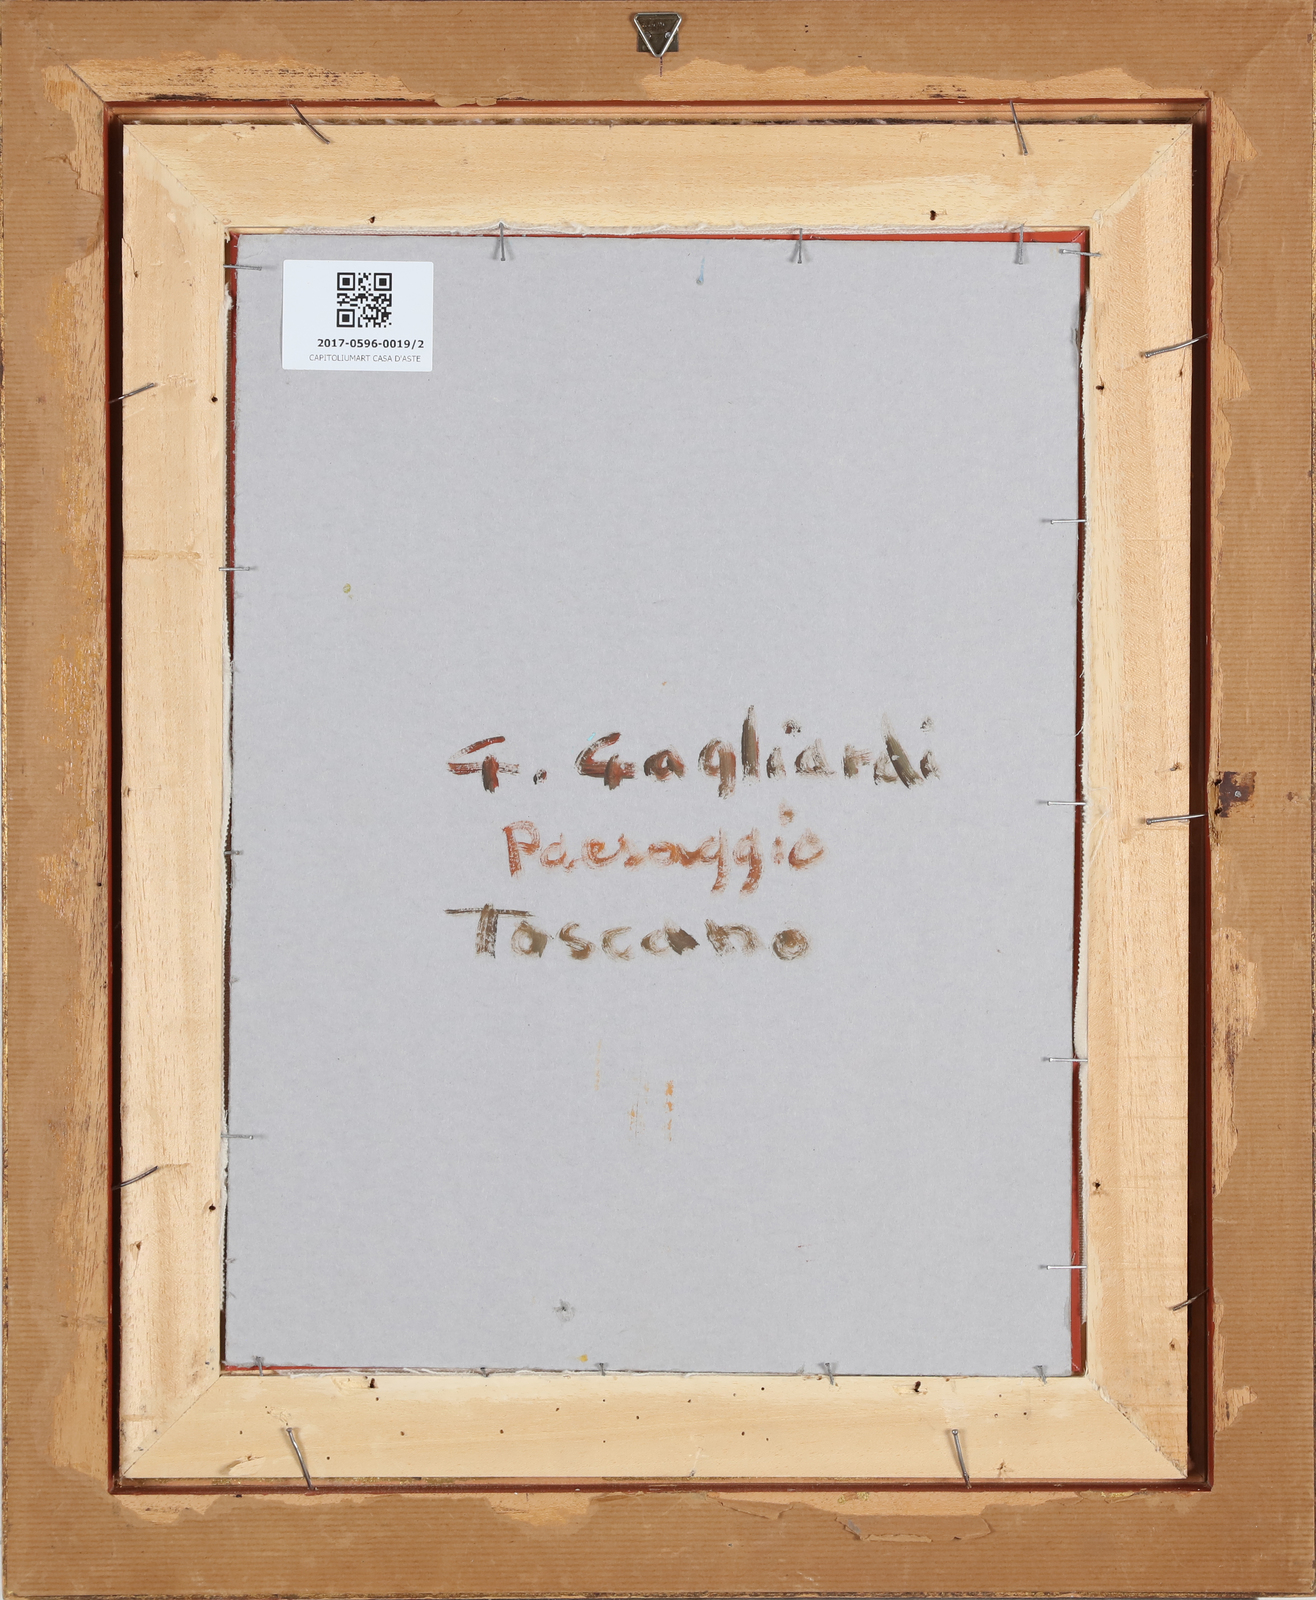 2017-0596-0019/2
CAPITOLIUMART CASA D'ASTE
G. Gagliardi
Paesaggio
Toscano